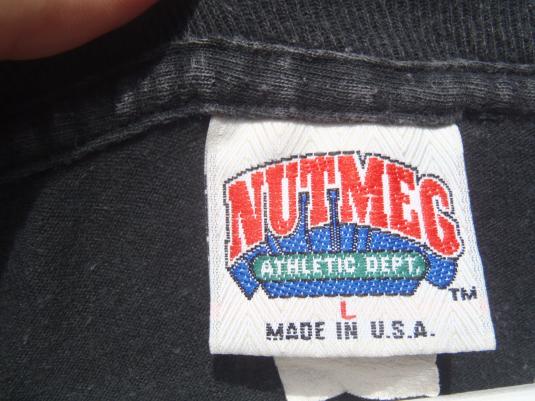 NUTMEG
ATHLETIC DEPT.
TM
L
MADE IN U.S.A.